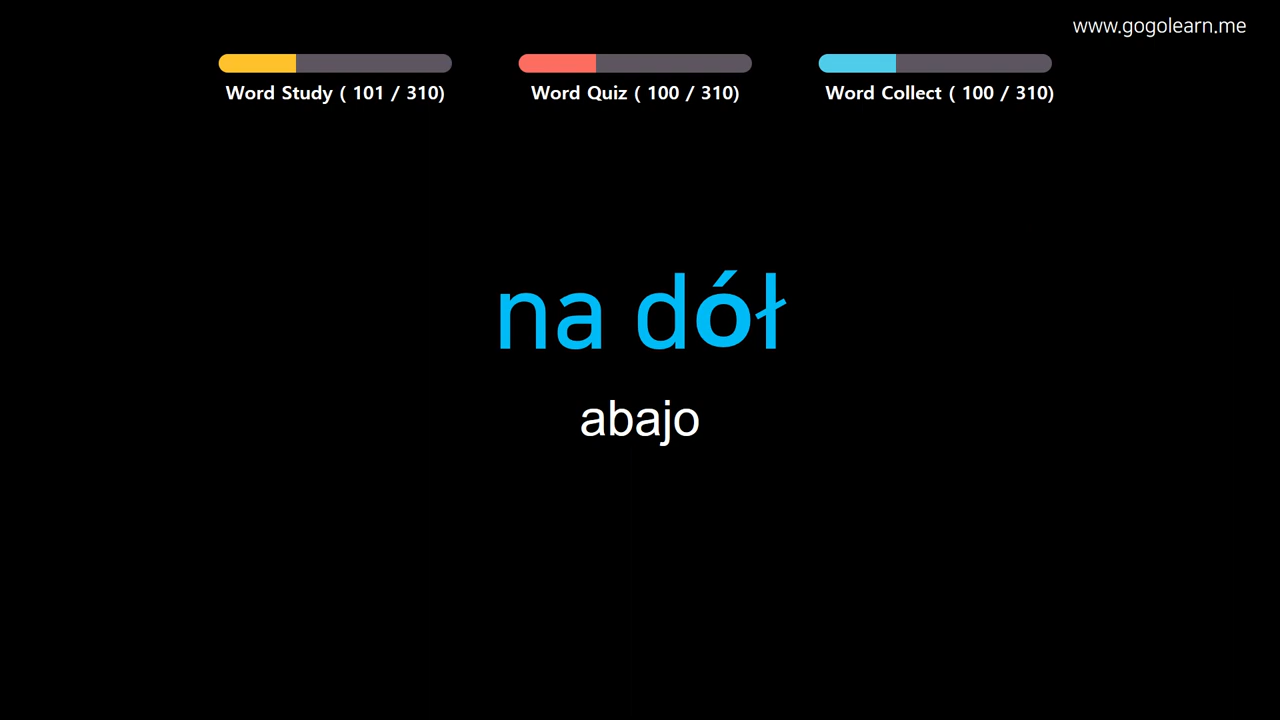 www.gogolearn.me
Word Study ( 101 / 310)
Word Quiz ( 100 / 310)
Word Collect ( 100 / 310)
na dół
abajo